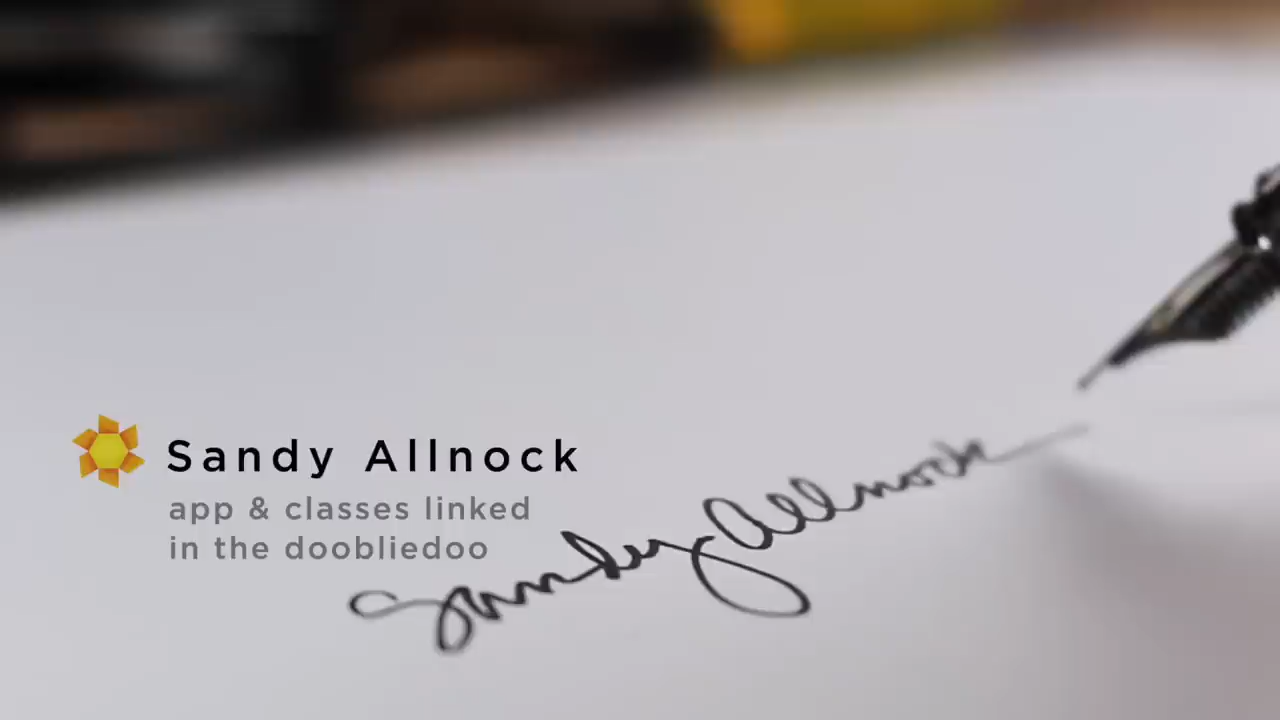 Sandy Allnock
app & classes linked
in the doobliedoo
Sandy Allnock